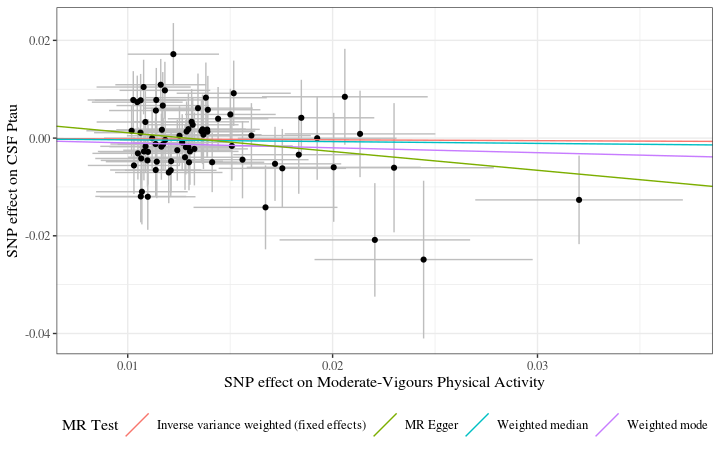 0.02
0.00
-0.02
-0.04
SNP effect on CSF Ptau
0.01
0.02
0.03
SNP effect on Moderate-Vigours Physical Activity
MR Test
Inverse variance weighted (fixed effects)
MR Egger
Weighted median
Weighted mode